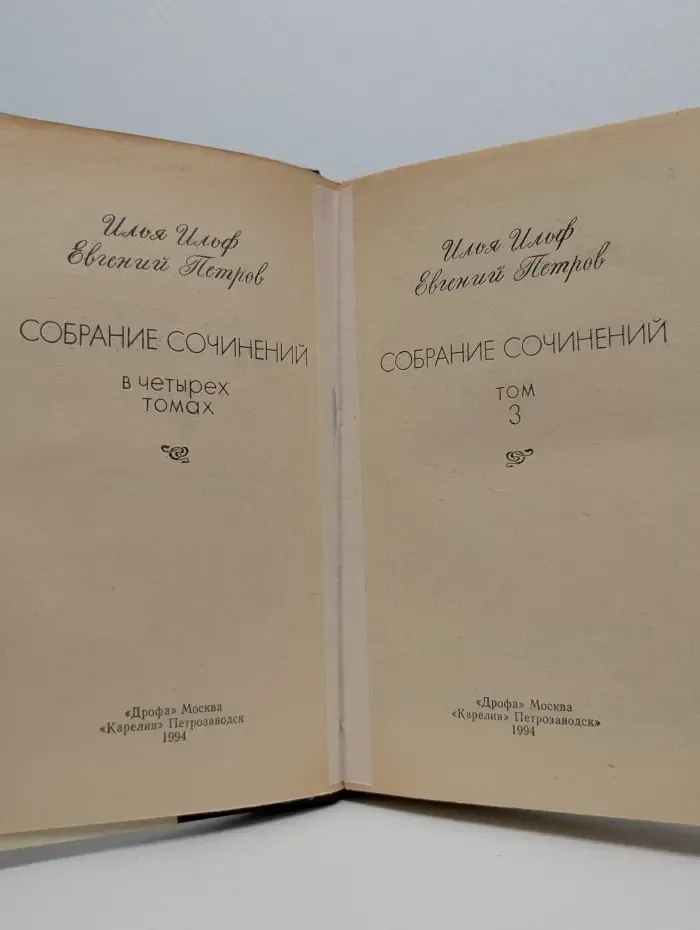 Илья Ильф
Евгений Петров
СОБРАНИЕ СОЧИНЕНИЙ
в четырех
томах
«Дрофа» Москва
«Карелия» Петрозаводск
1994
Илья Ильф
Евгений Петров
СОБРАНИЕ СОЧИНЕНИЙ
том
3
«Дрофа» Москва
«Карелия» Петрозаводск»
1994